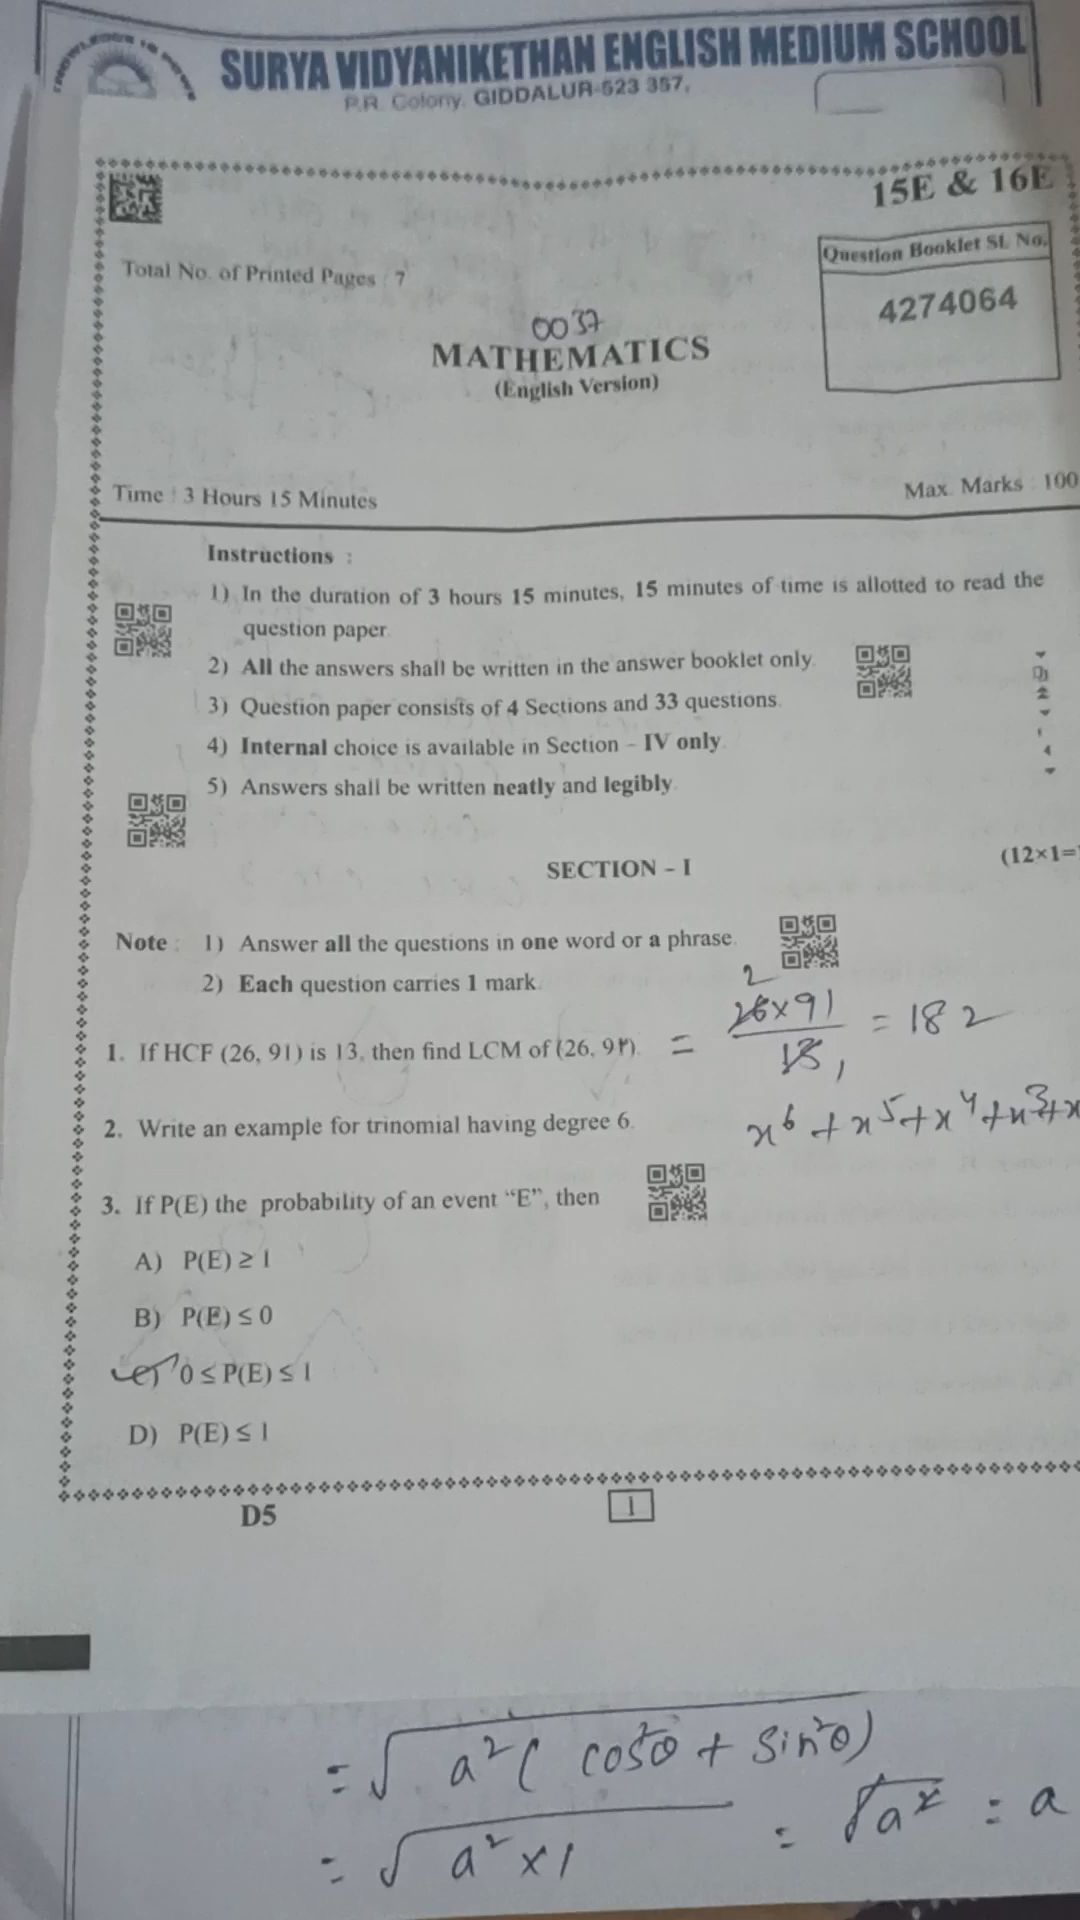 KNOWLEDGE IS POWER
SURYA VIDYANIKETHAN ENGLISH MEDIUM SCHOOL
P.R. Colony, GIDDALUR-523 357,
15E & 16E
Total No. of Printed Pages : 7
Question Booklet Sl. No.
4274064
0037
MATHEMATICS
(English Version)
Time : 3 Hours 15 Minutes
Max. Marks : 100
Instructions :
1) In the duration of 3 hours 15 minutes, 15 minutes of time is allotted to read the
question paper.
2) All the answers shall be written in the answer booklet only.
3) Question paper consists of 4 Sections and 33 questions.
4) Internal choice is available in Section – IV only.
5) Answers shall be written neatly and legibly.
SECTION – I
(12×1=
Note : 1) Answer all the questions in one word or a phrase.
2) Each question carries 1 mark.
1. If HCF (26, 91) is 13, then find LCM of (26, 91). = 26×91 / 13 = 182
2
1
2. Write an example for trinomial having degree 6. x⁶ + x⁵ + x⁴ + x³ + x
3. If P(E) the probability of an event “E”, then
A) P(E) ≥ 1
B) P(E) ≤ 0
C) 0 ≤ P(E) ≤ 1
D) P(E) ≤ 1
D5
1
= √a²(cos²θ + sin²θ)
= √a²×1 = √a² = a